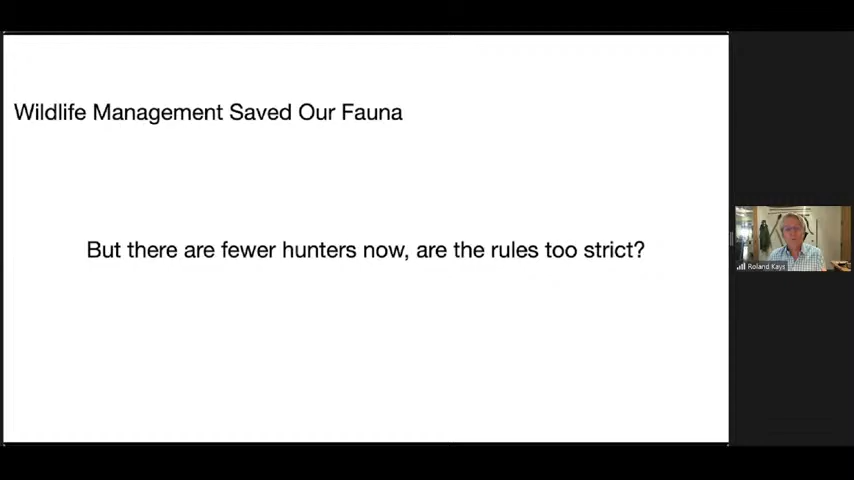 Wildlife Management Saved Our Fauna
But there are fewer hunters now, are the rules too strict?
Roland Kays